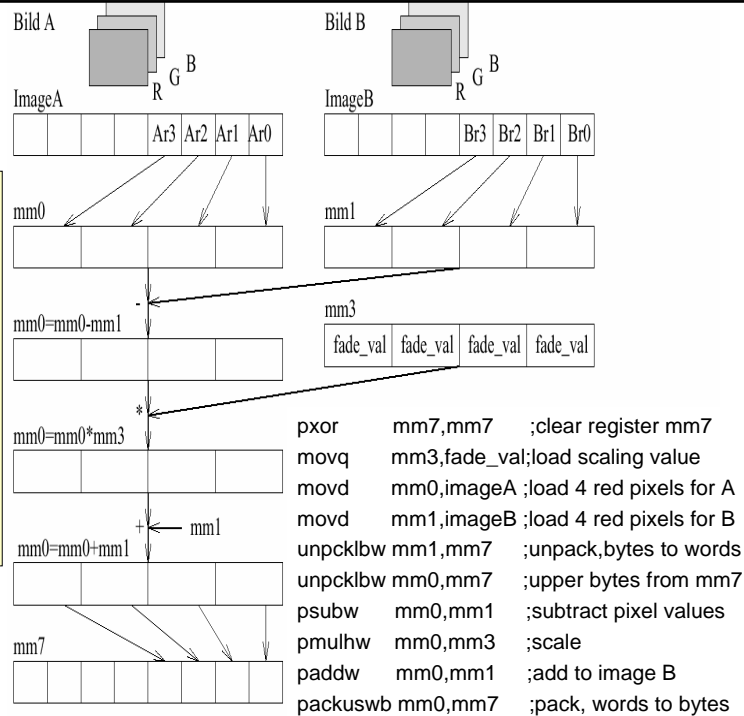 Bild A
R G B
ImageA
Ar3 Ar2 Ar1 Ar0
Bild B
R G B
ImageB
Br3 Br2 Br1 Br0
mm0
mm1
-
mm0=mm0-mm1
mm3
fade_val fade_val fade_val fade_val
*
mm0=mm0*mm3
+ mm1
mm0=mm0+mm1
mm7
pxor mm7,mm7 ;clear register mm7
movq mm3,fade_val;load scaling value
movd mm0,imageA ;load 4 red pixels for A
movd mm1,imageB ;load 4 red pixels for B
unpcklbw mm1,mm7 ;unpack,bytes to words
unpcklbw mm0,mm7 ;upper bytes from mm7
psubw mm0,mm1 ;subtract pixel values
pmulhw mm0,mm3 ;scale
paddw mm0,mm1 ;add to image B
packuswb mm0,mm7 ;pack, words to bytes